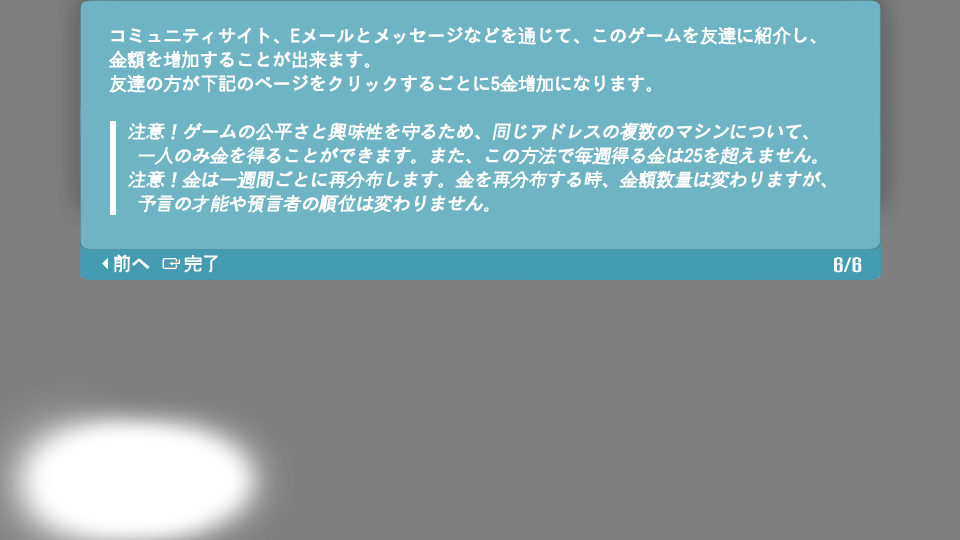 コミュニティサイト、Eメールとメッセージなどを通じて、このゲームを友達に紹介し、
金額を増加することが出来ます。
友達の方が下記のページをクリックするごとに5金増加になります。
注意！ゲームの公平さと興味性を守るため、同じアドレスの複数のマシンについて、
一人のみ金を得ることができます。また、この方法で毎週得る金は25を超えません。
注意！金は一週間ごとに再分布します。金を再分布する時、金額数量は変わりますが、
予言の才能や預言者の順位は変わりません。
前へ 完了 6/6